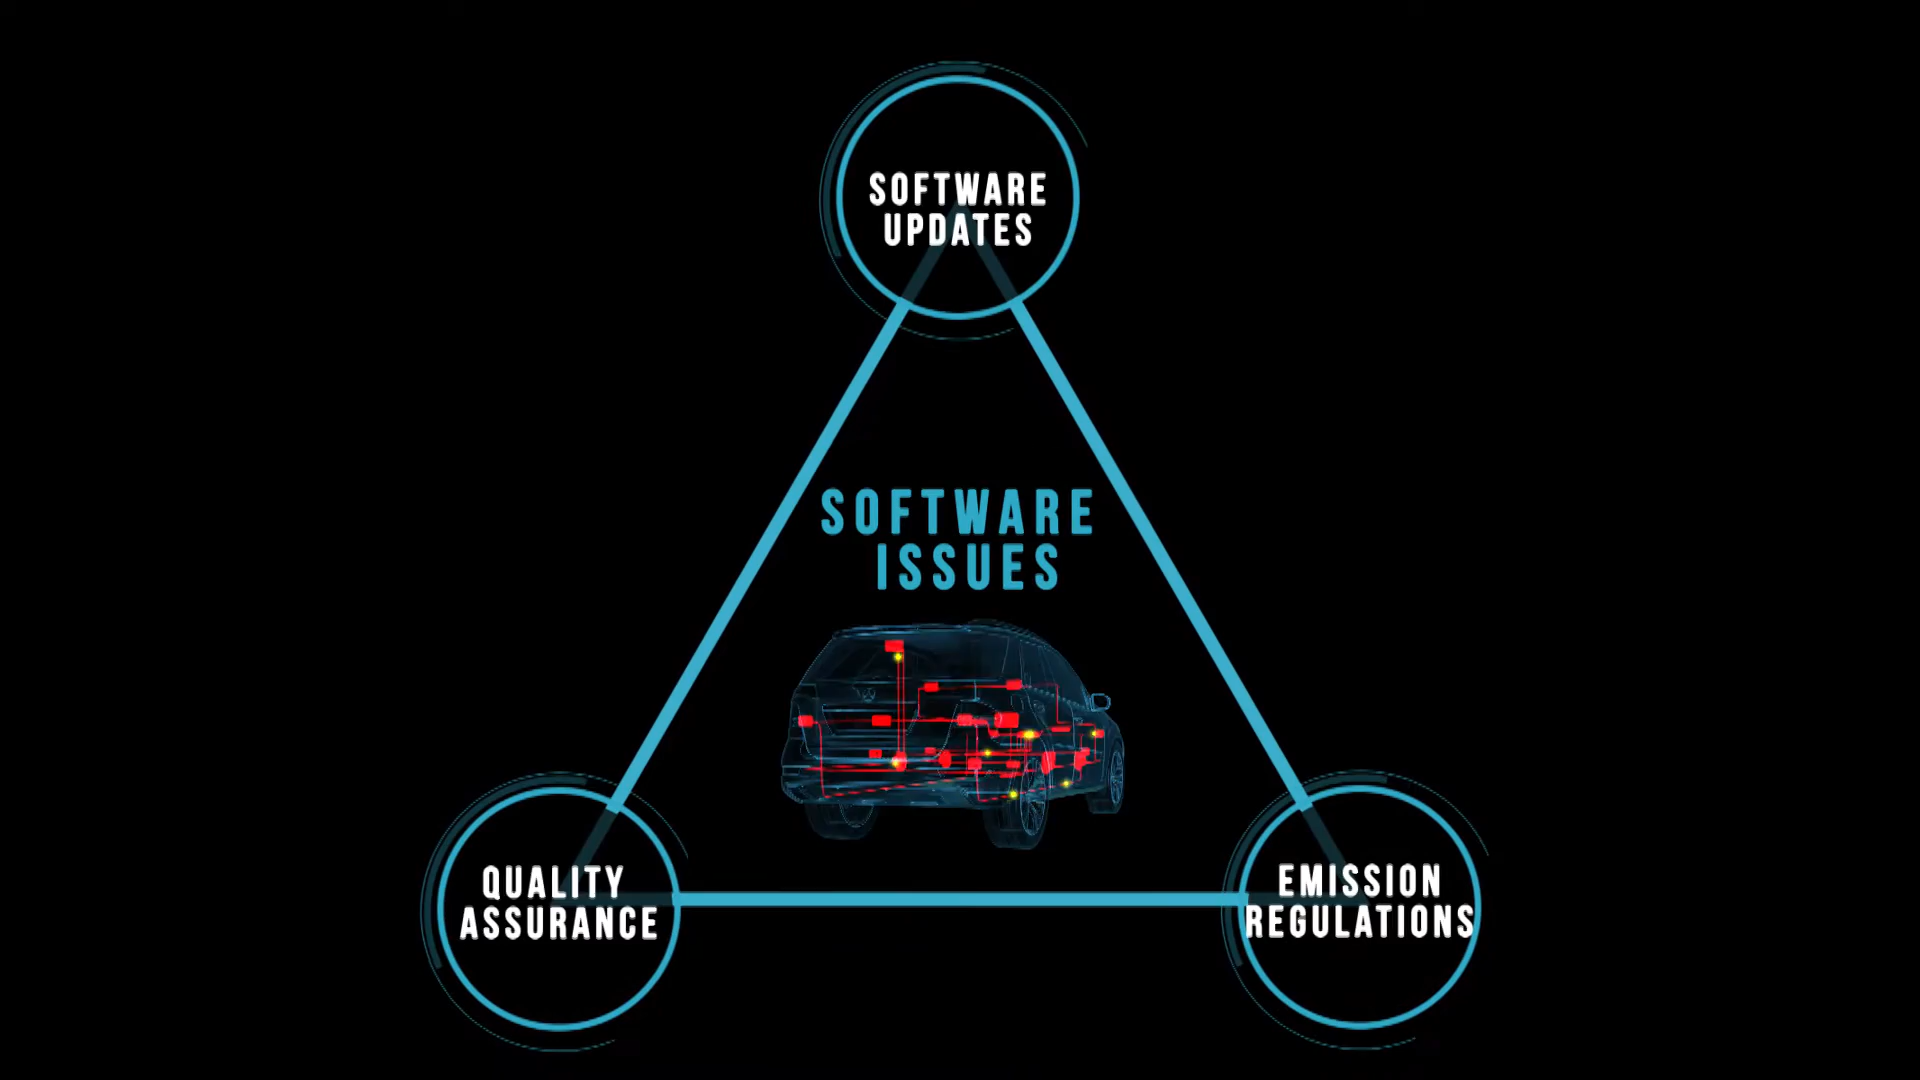 SOFTWARE
UPDATES
SOFTWARE
ISSUES
QUALITY
ASSURANCE
EMISSION
REGULATIONS